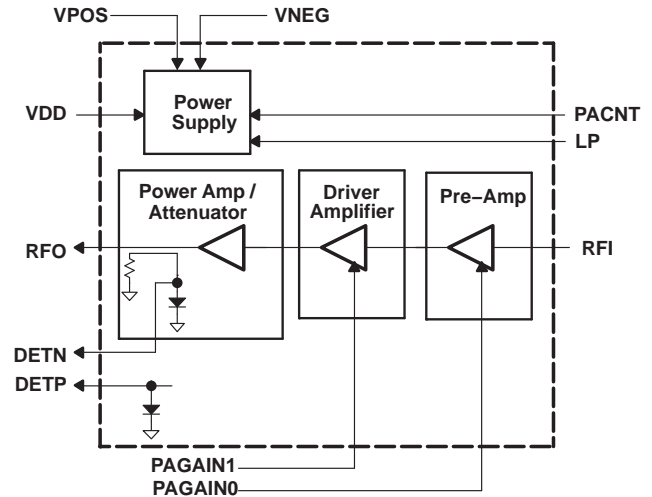 VPOS
VNEG
VDD
Power
Supply
PACNT
LP
Power Amp /
Attenuator
Driver
Amplifier
Pre−Amp
RFO
RFI
DETN
DETP
PAGAIN1
PAGAIN0